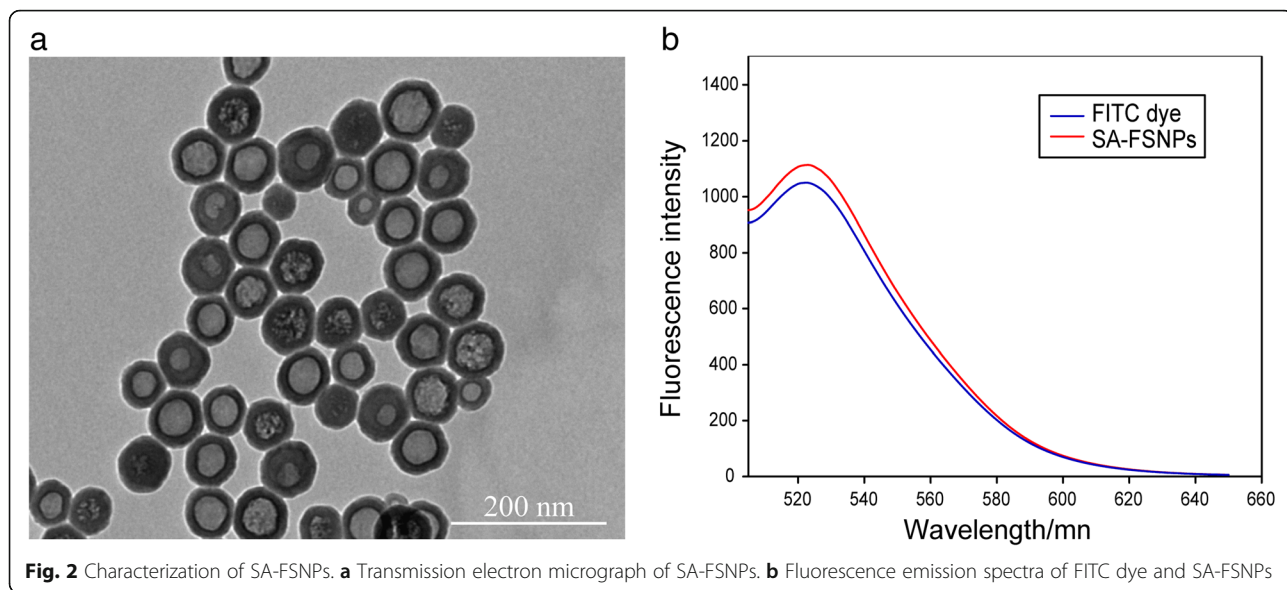 a
b
200 nm
1400
1200
1000
800
600
400
200
0
Fluorescence intensity
FITC dye
SA-FSNPs
520 540 560 580 600 620 640 660
Wavelength/mn
Fig. 2 Characterization of SA-FSNPs. a Transmission electron micrograph of SA-FSNPs. b Fluorescence emission spectra of FITC dye and SA-FSNPs